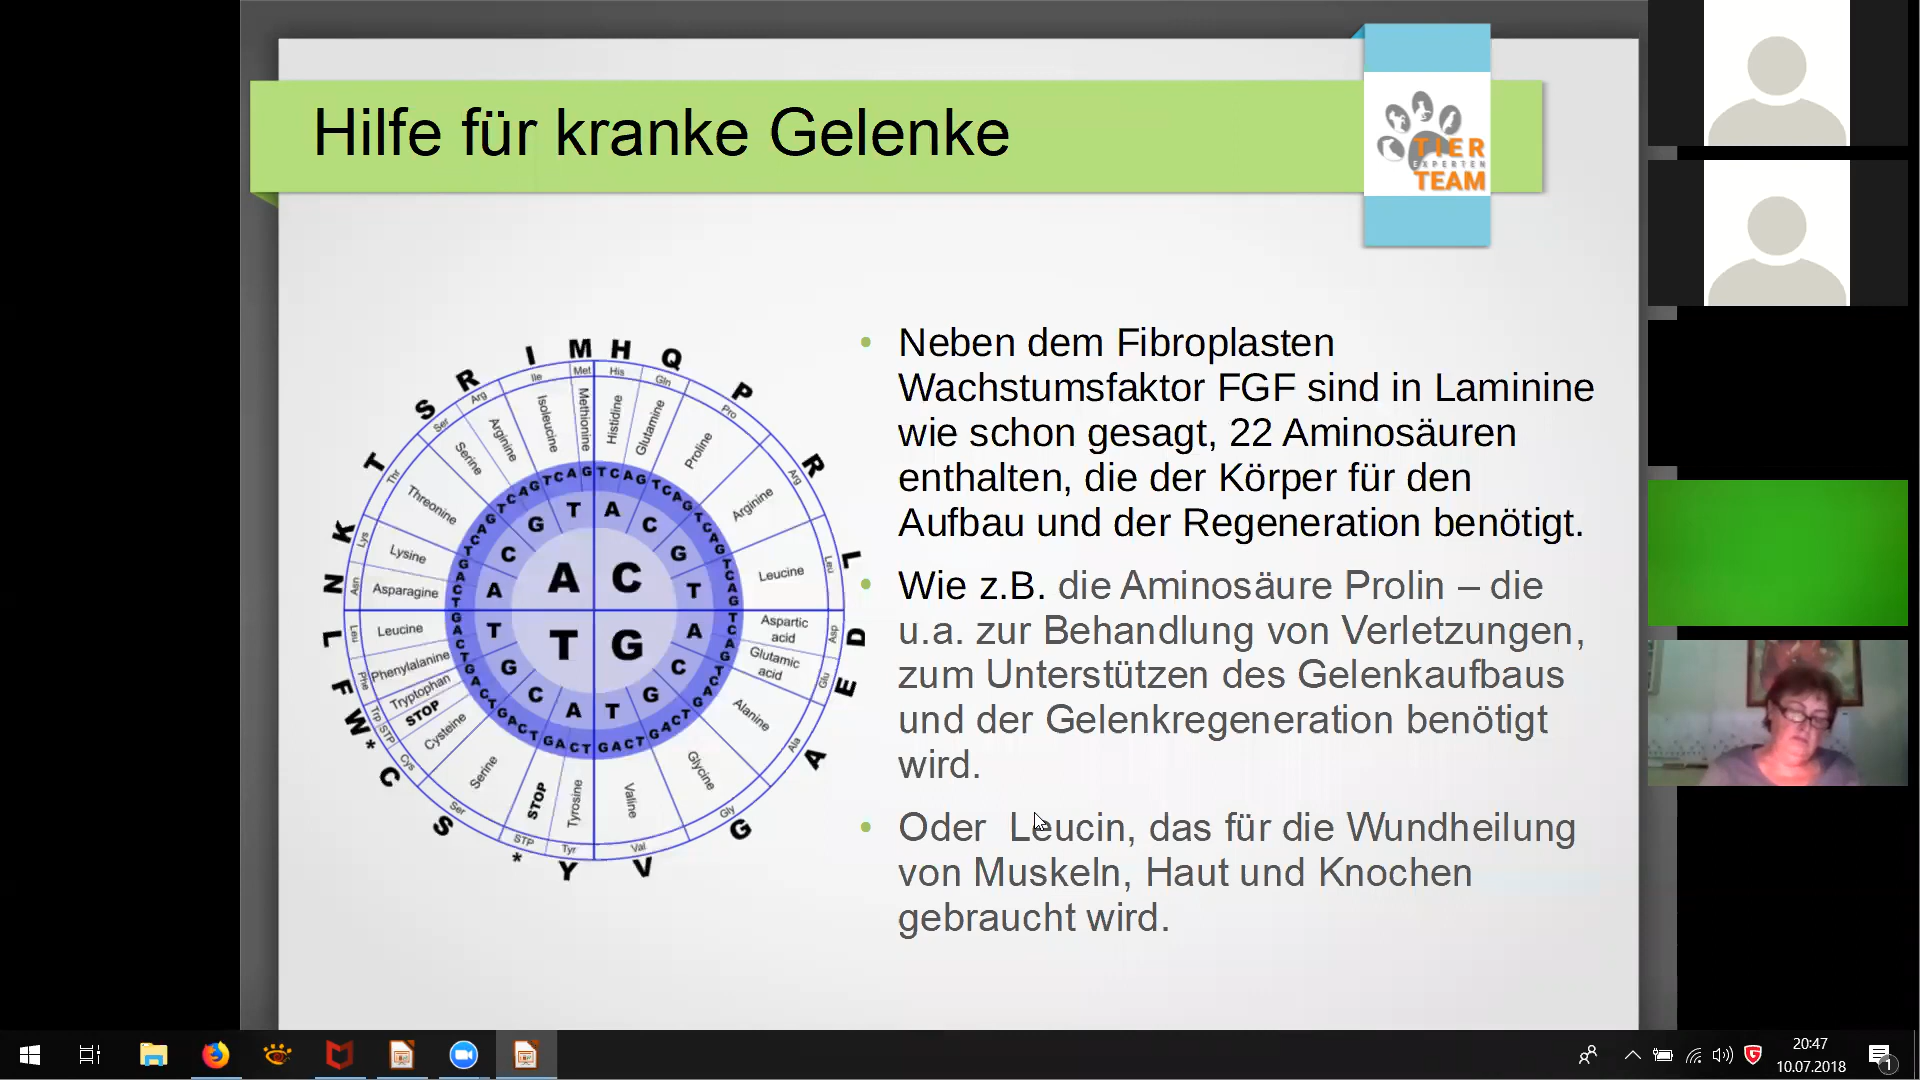 Hilfe für kranke Gelenke
TIER
EXPERTEN
TEAM
Neben dem Fibroplasten
Wachstumsfaktor FGF sind in Laminine
wie schon gesagt, 22 Aminosäuren
enthalten, die der Körper für den
Aufbau und der Regeneration benötigt.
Wie z.B. die Aminosäure Prolin – die
u.a. zur Behandlung von Verletzungen,
zum Unterstützen des Gelenkaufbaus
und der Gelenkregeneration benötigt
wird.
Oder Leucin, das für die Wundheilung
von Muskeln, Haut und Knochen
gebraucht wird.
M
H
Q
P
R
L
D
E
A
G
V
Y
*
S
C
*
W
F
L
N
K
T
S
R
I
Met
His
Gln
Pro
Arg
Leu
Asp
Glu
Ala
Gly
Val
Tyr
STP
Ser
Cys
STP
Trp
Phe
Leu
Asn
Lys
Thr
Ser
Arg
Ile
Methionine
Histidine
Glutamine
Proline
Arginine
Leucine
Aspartic
acid
Glutamic
acid
Alanine
Glycine
Valine
Tyrosine
STOP
Serine
Cysteine
STOP
Tryptophan
Phenylalanine
Leucine
Asparagine
Lysine
Threonine
Serine
Arginine
Isoleucine
A C
T G
20:47
10.07.2018
1